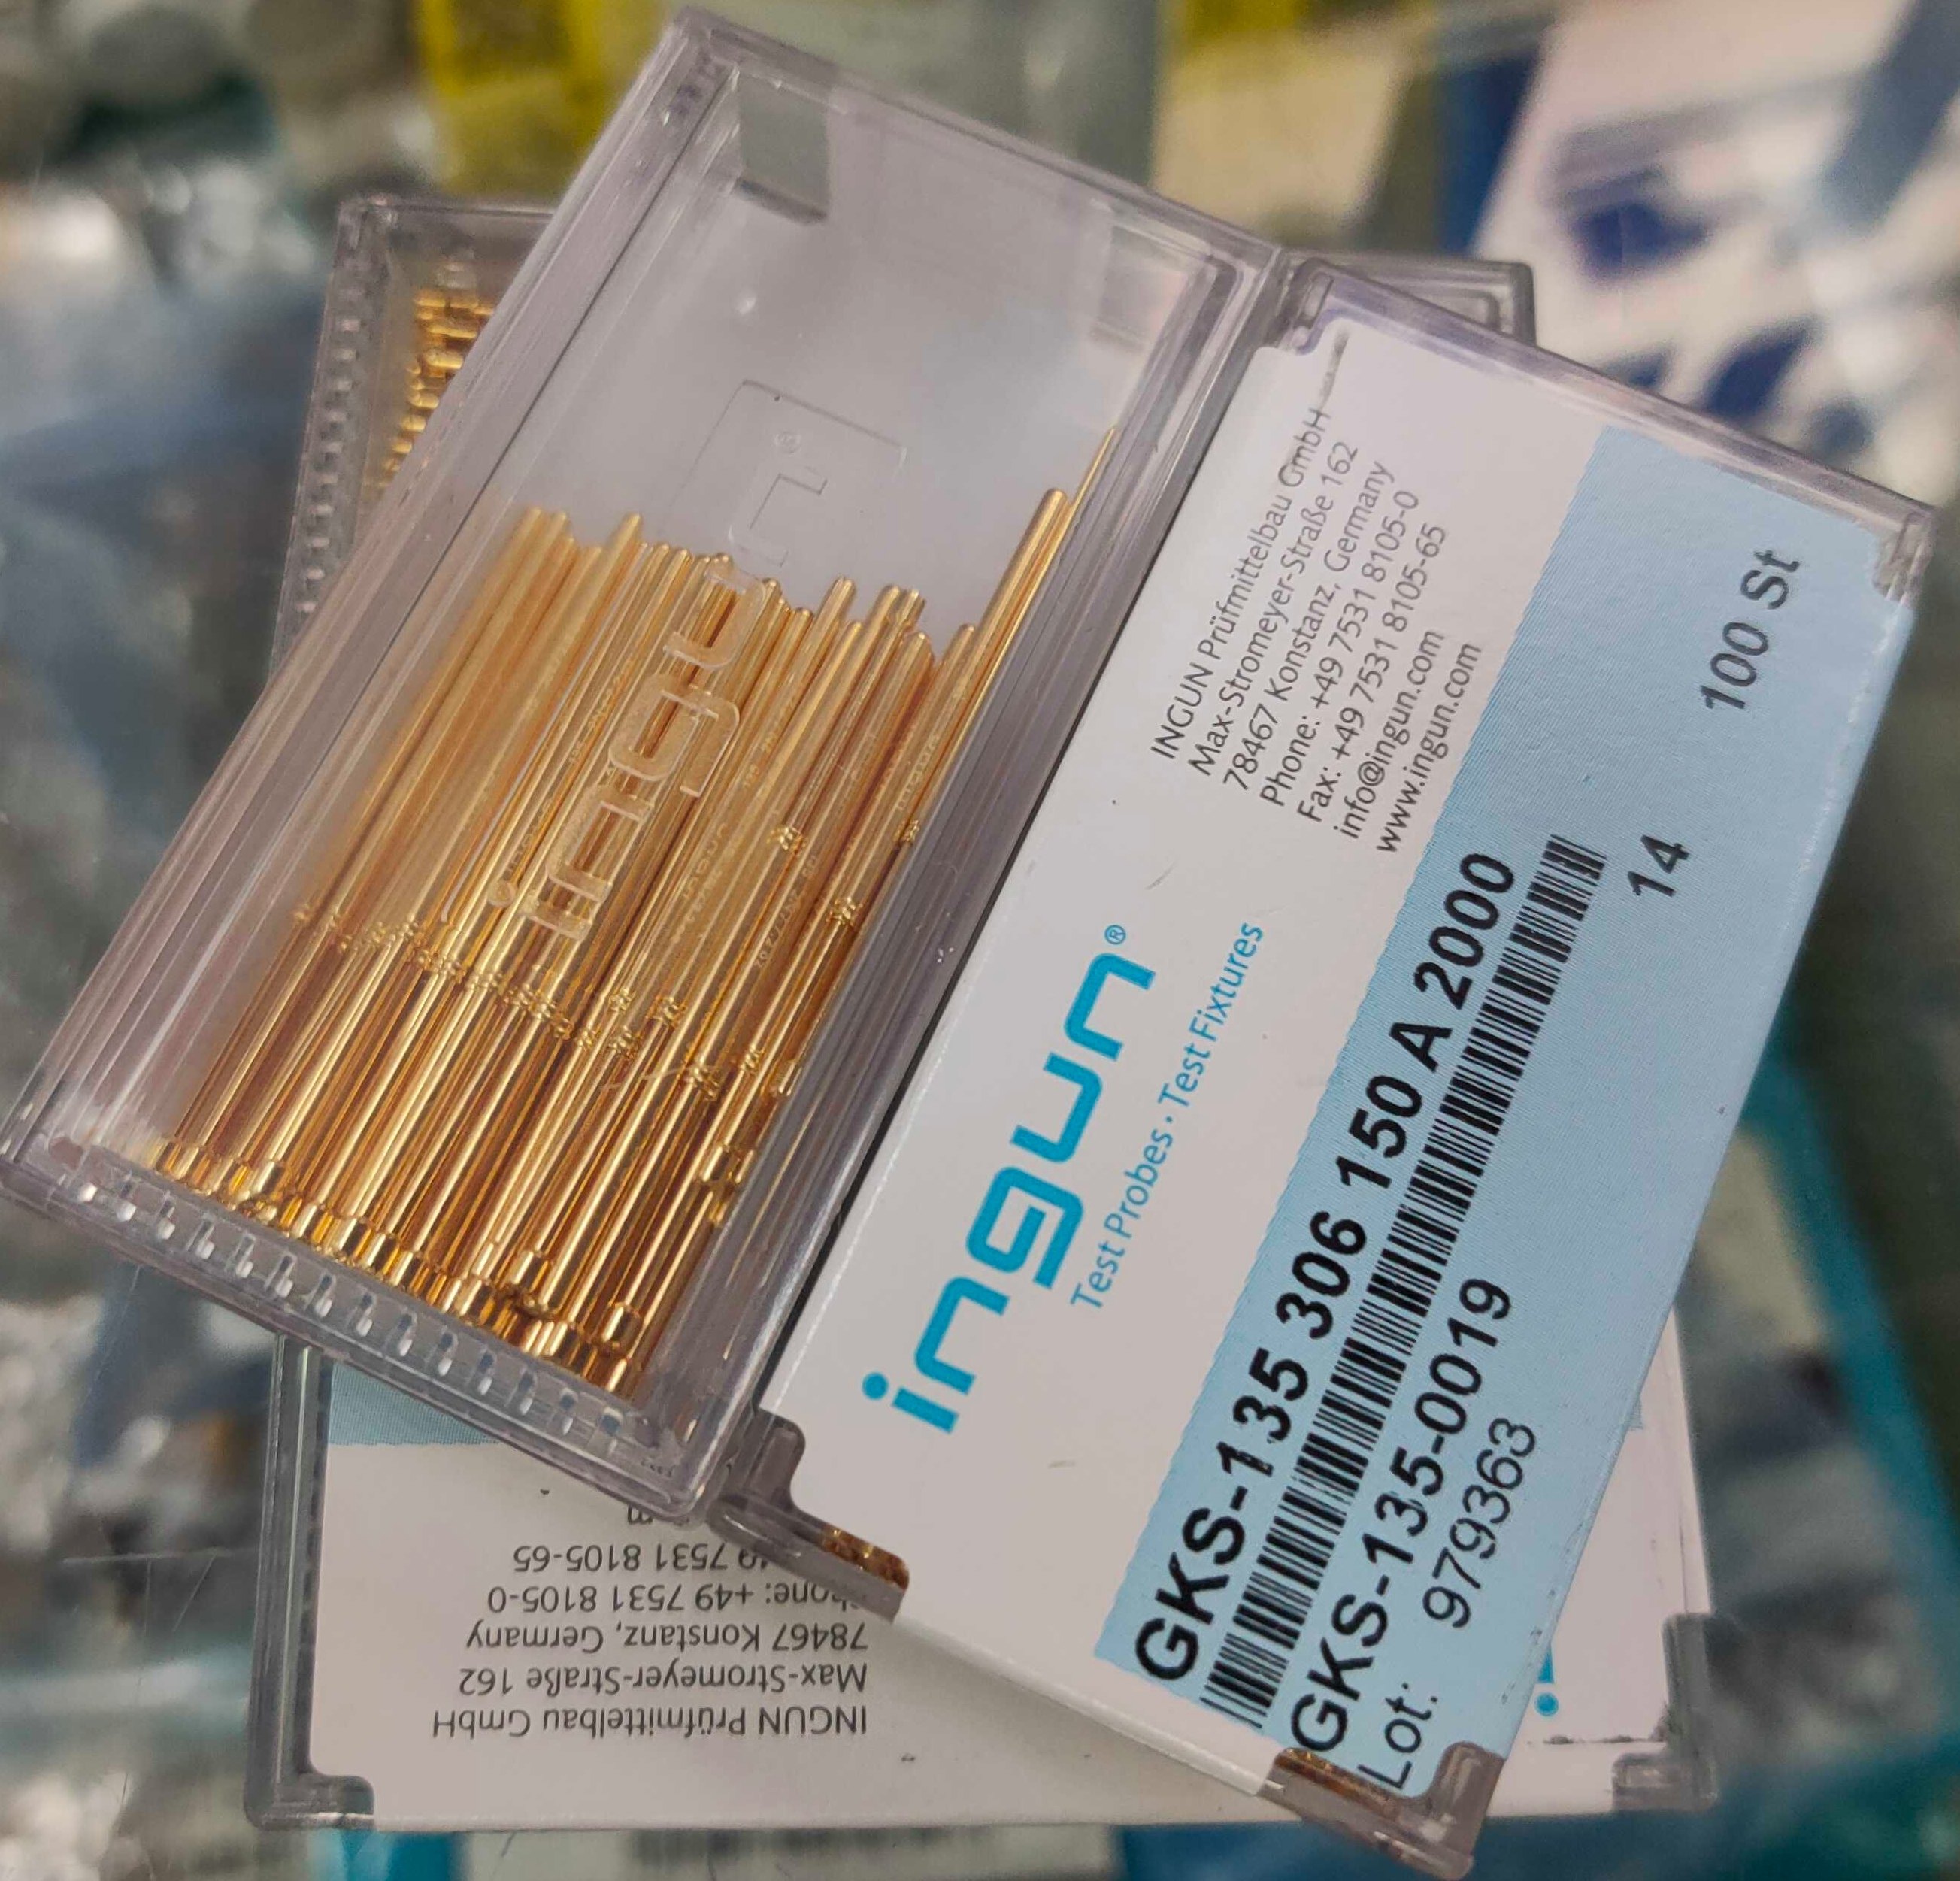 ingun®
INGUN Prüfmittelbau GmbH
Max-Stromeyer-Straße 162
78467 Konstanz, Germany
Phone: +49 7531 8105-0
Fax: +49 7531 8105-65
info@ingun.com
www.ingun.com
ingun®
Test Probes · Test Fixtures
GKS-135 306 150 A 2000
GKS-135-0019
14
100 St
Lot: 979363
INGUN Prüfmittelbau GmbH
Max-Stromeyer-Straße 162
78467 Konstanz, Germany
+49 7531 8105-0
7531 8105-65